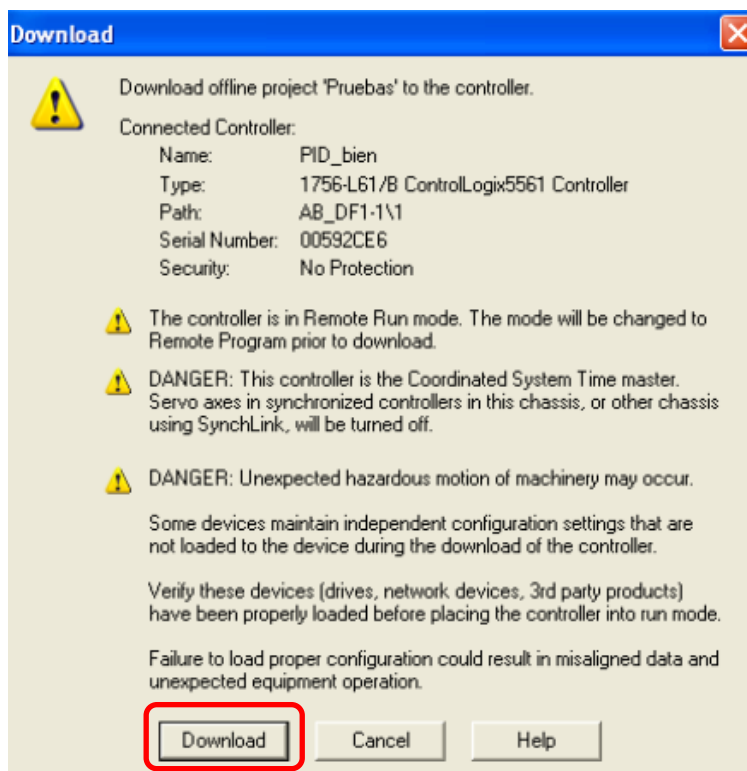 Download
Download offline project 'Pruebas' to the controller.
Connected Controller:
Name: PID_bien
Type: 1756-L61/B ControlLogix5561 Controller
Path: AB_DF1-1\1
Serial Number: 00592CE6
Security: No Protection
The controller is in Remote Run mode. The mode will be changed to
Remote Program prior to download.
DANGER: This controller is the Coordinated System Time master.
Servo axes in synchronized controllers in this chassis, or other chassis
using SynchLink, will be turned off.
DANGER: Unexpected hazardous motion of machinery may occur.
Some devices maintain independent configuration settings that are
not loaded to the device during the download of the controller.
Verify these devices (drives, network devices, 3rd party products)
have been properly loaded before placing the controller into run mode.
Failure to load proper configuration could result in misaligned data and
unexpected equipment operation.
Download Cancel Help